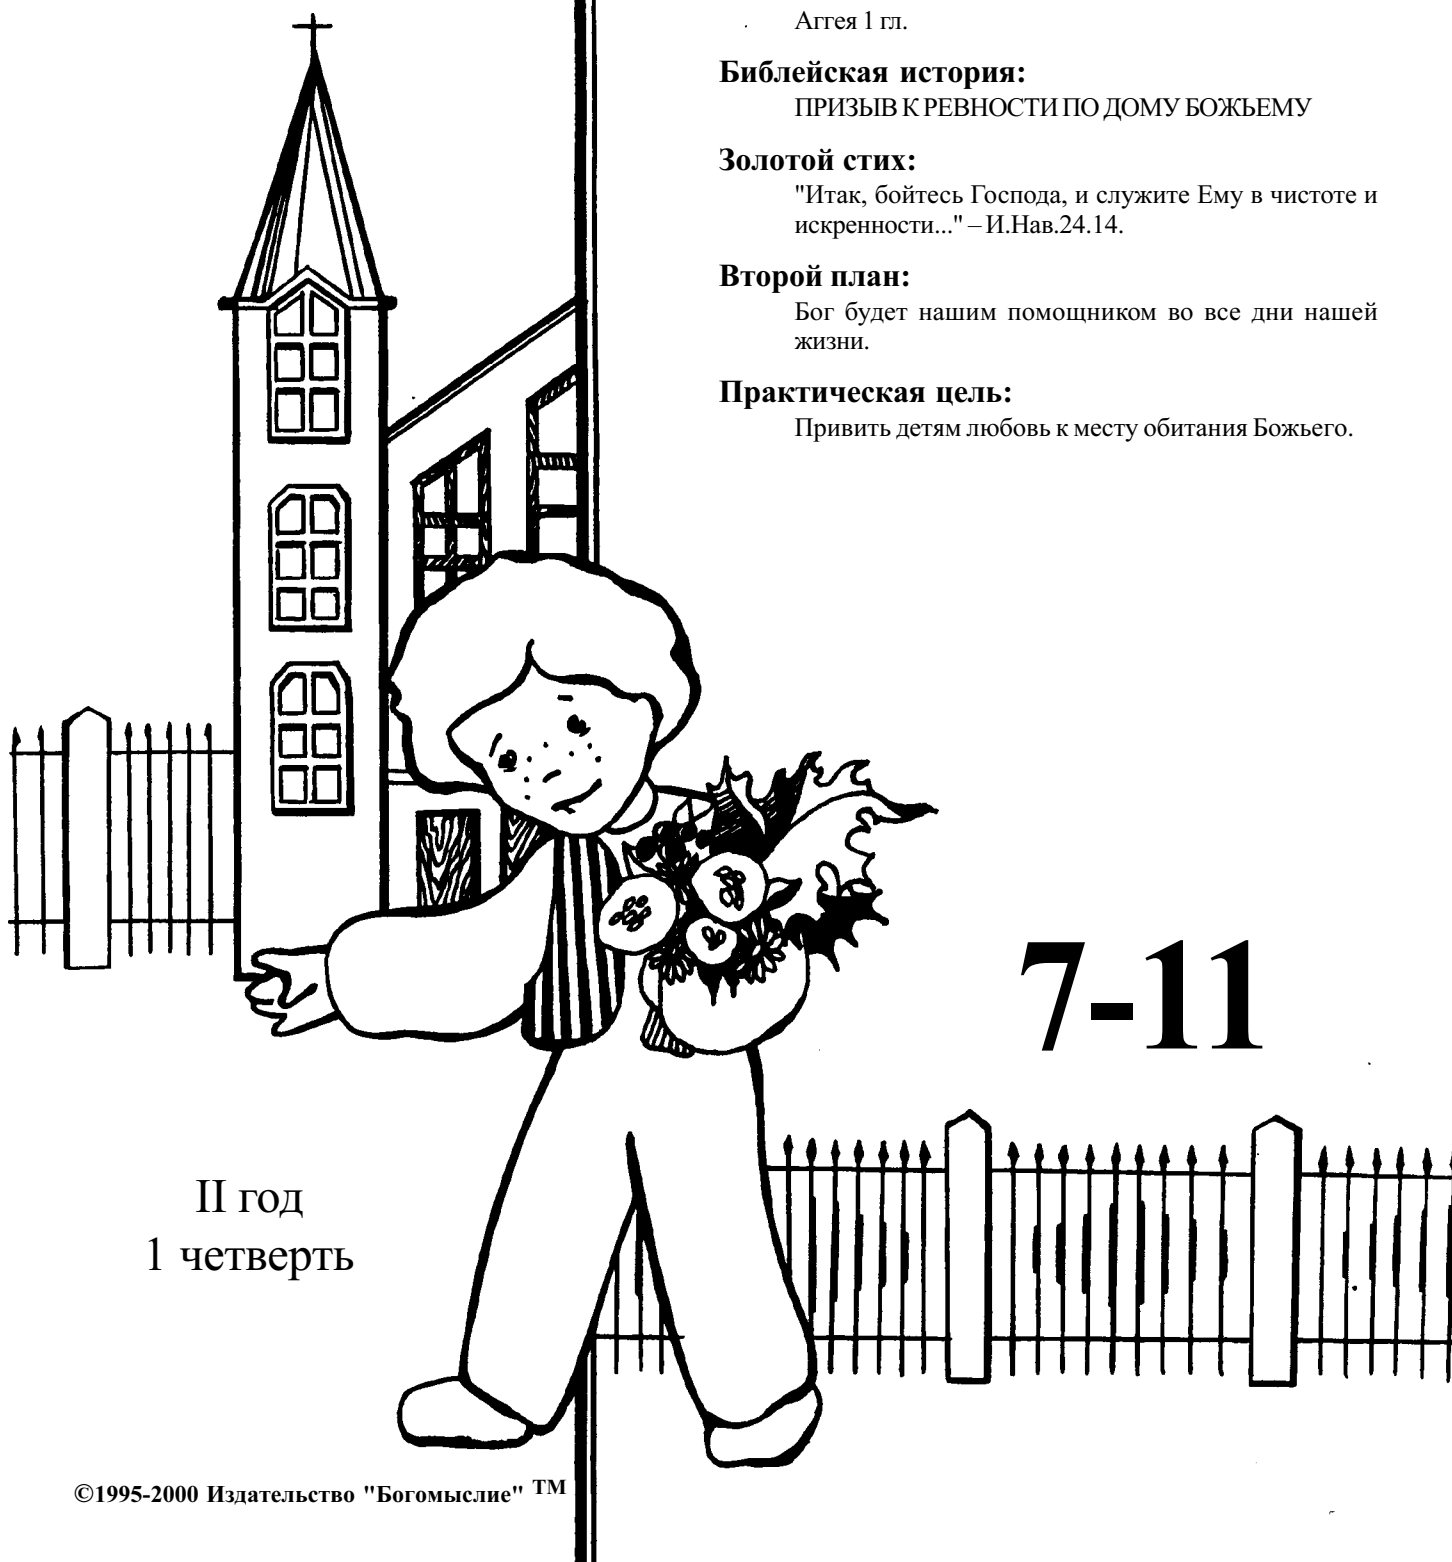 Аггея 1 гл.
Библейская история:
ПРИЗЫВ К РЕВНОСТИ ПО ДОМУ БОЖЬЕМУ
Золотой стих:
"Итак, бойтесь Господа, и служите Ему в чистоте и
искренности..." – И.Нав.24.14.
Второй план:
Бог будет нашим помощником во все дни нашей
жизни.
Практическая цель:
Привить детям любовь к месту обитания Божьего.
7-11
II год
1 четверть
©1995-2000 Издательство "Богомыслие" ТМ